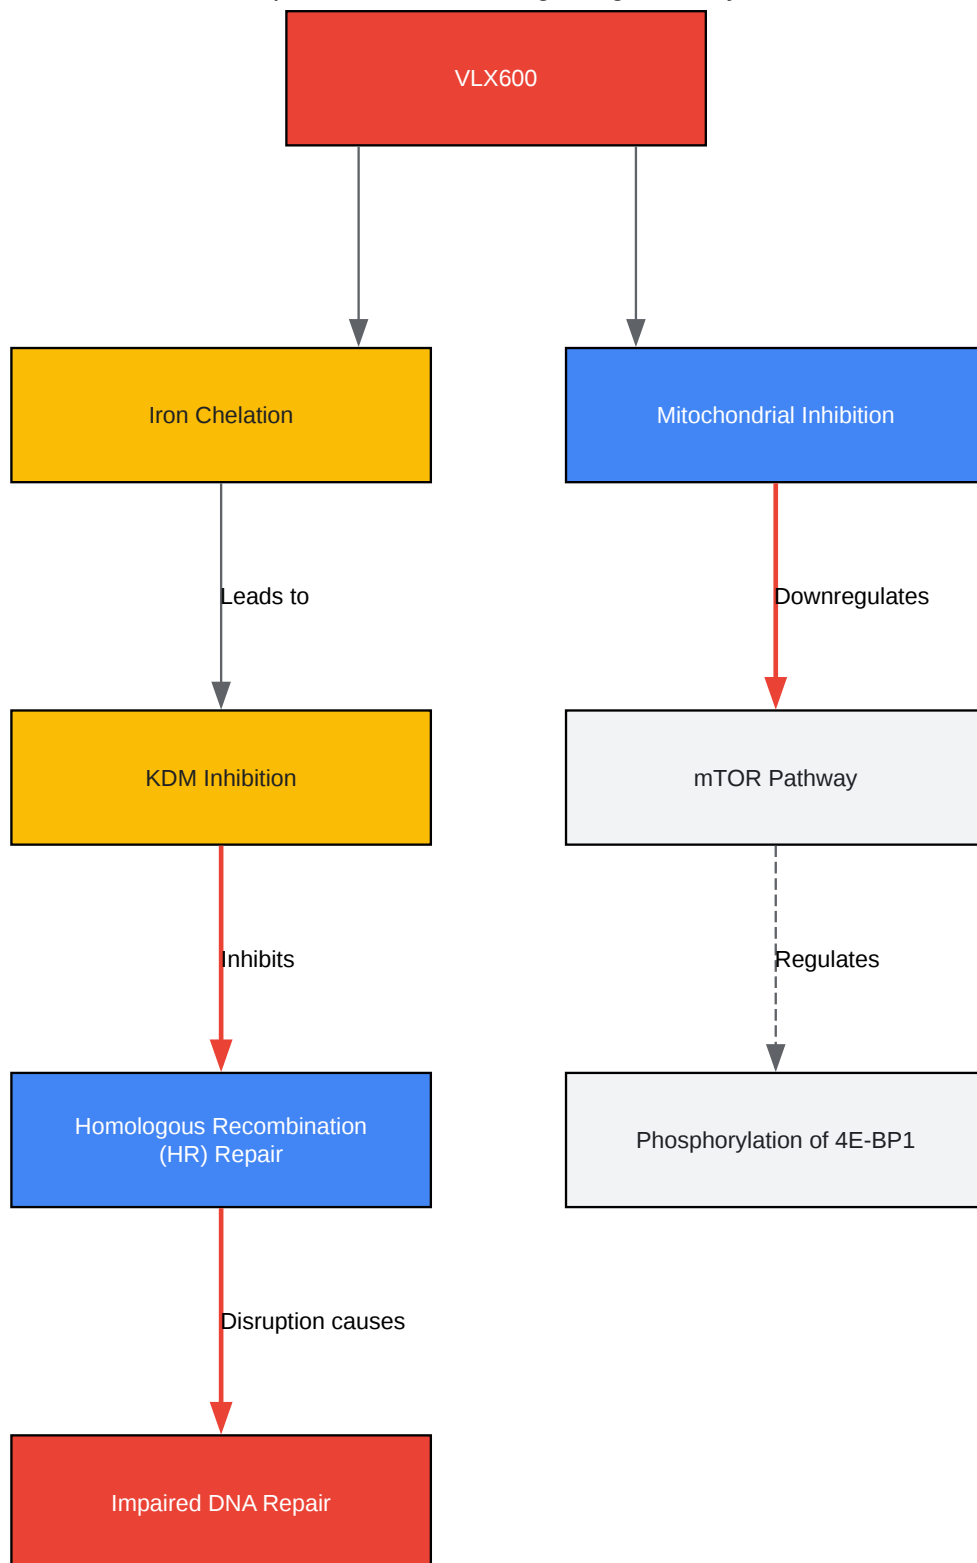 VLX600
Iron Chelation
Mitochondrial Inhibition
Leads to
Downregulates
KDM Inhibition
mTOR Pathway
Inhibits
Regulates
Homologous Recombination
(HR) Repair
Phosphorylation of 4E-BP1
Disruption causes
Impaired DNA Repair